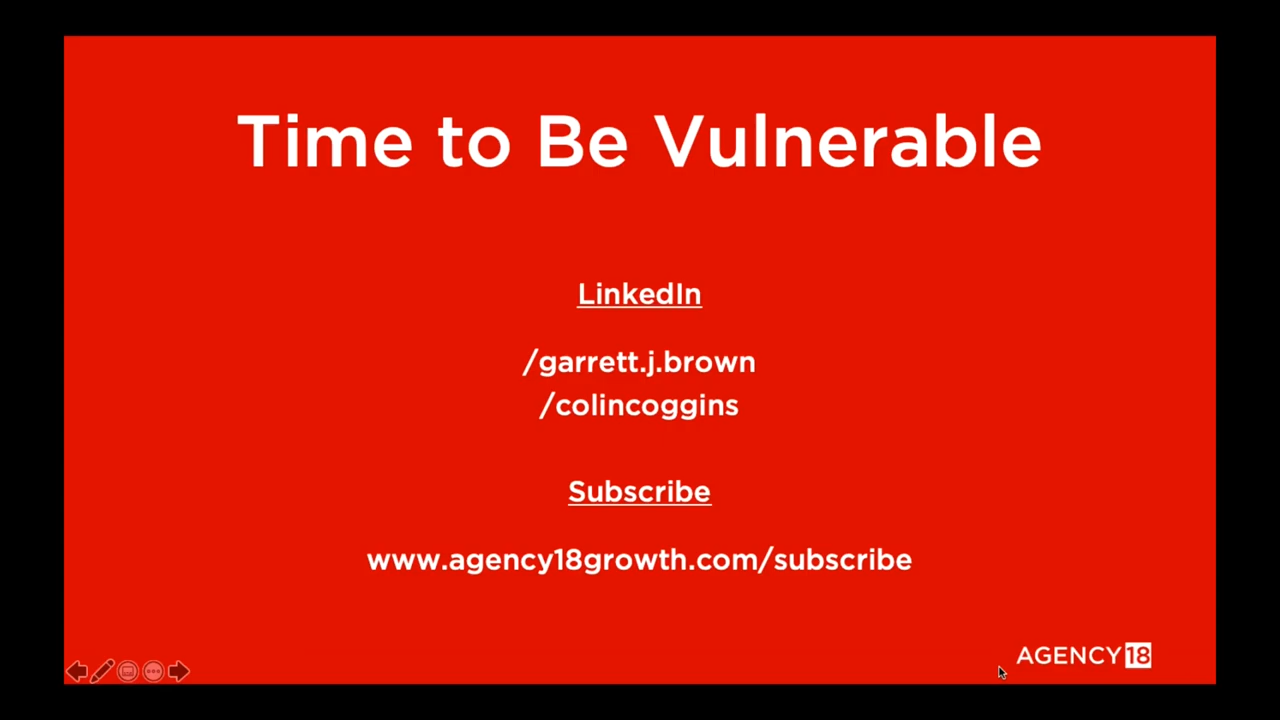 Time to Be Vulnerable
LinkedIn
/garrett.j.brown
/colincoggins
Subscribe
www.agency18growth.com/subscribe
AGENCY18